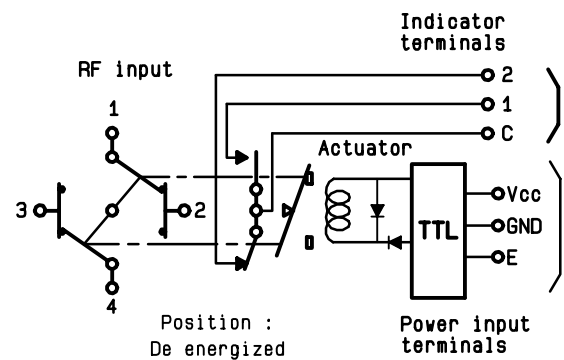 Indicator
terminals
RF input
2
1
C
1
Actuator
3
2
4
TTL
Vcc
GND
E
Position :
De energized
Power input
terminals